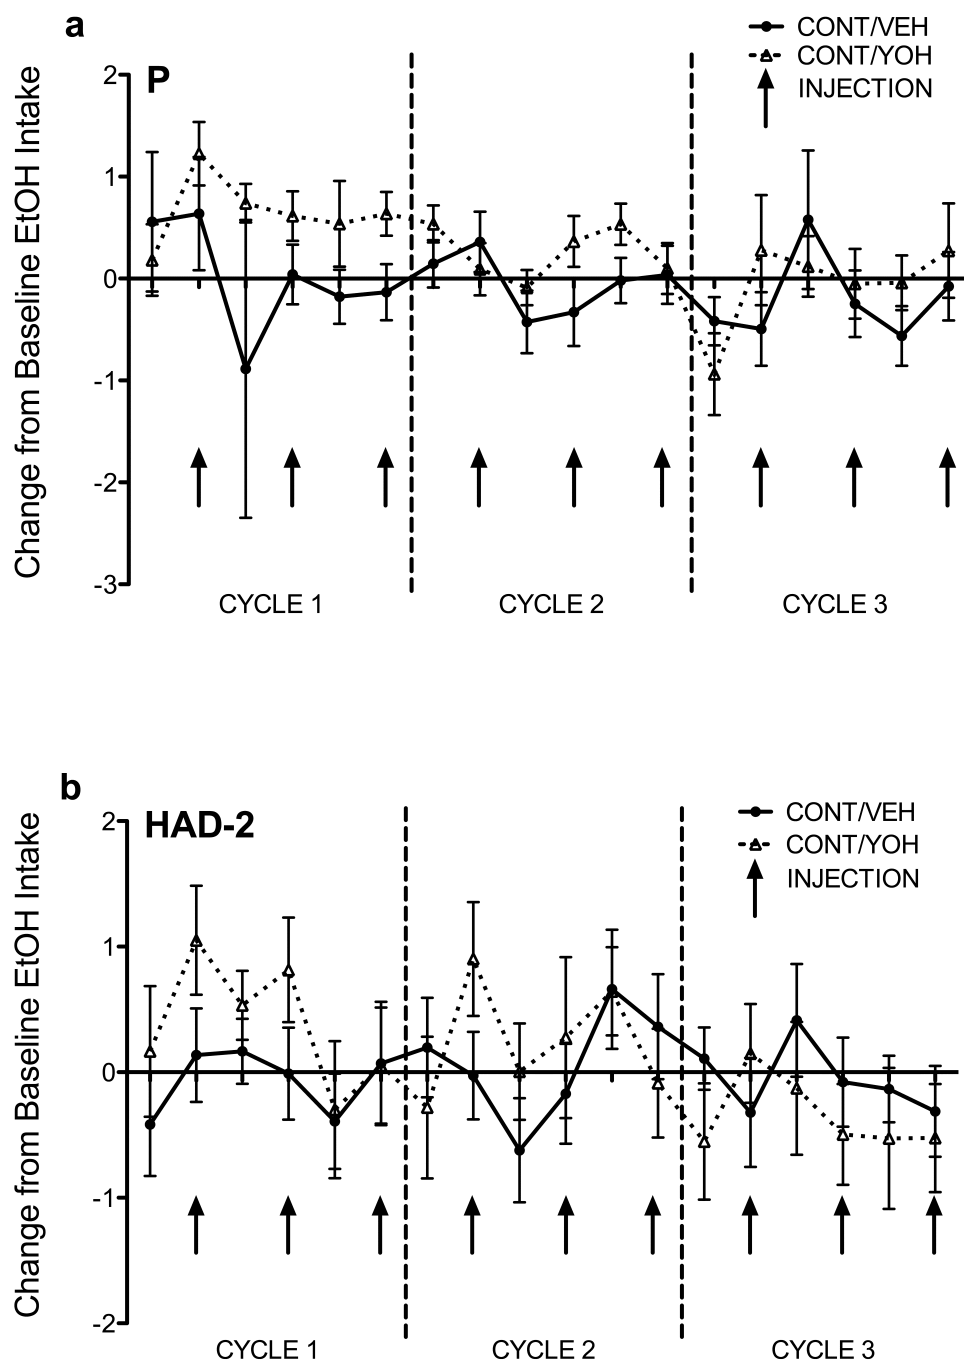 a
CONT/VEH
CONT/YOH
INJECTION
P
Change from Baseline EtOH Intake
2
1
0
-1
-2
-3
CYCLE 1
CYCLE 2
CYCLE 3
b
CONT/VEH
CONT/YOH
INJECTION
HAD-2
Change from Baseline EtOH Intake
2
1
0
-1
-2
CYCLE 1
CYCLE 2
CYCLE 3